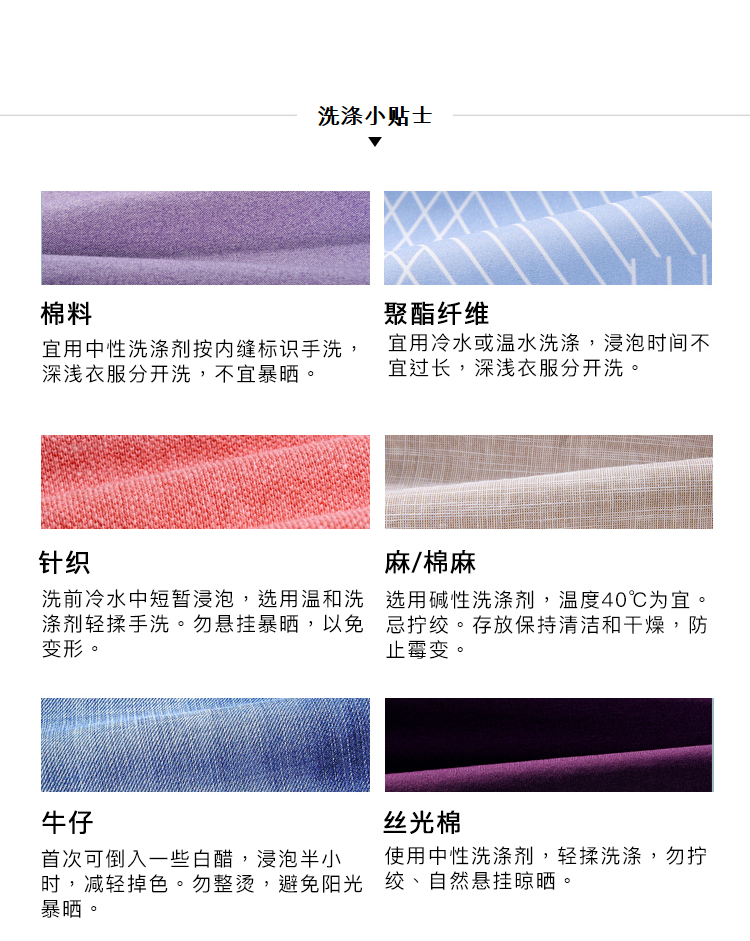 洗涤小贴士
棉料
宜用中性洗涤剂按内缝标识手洗，
深浅衣服分开洗，不宜暴晒。
聚酯纤维
宜用冷水或温水洗涤，浸泡时间不
宜过长，深浅衣服分开洗。
针织
洗前冷水中短暂浸泡，选用温和洗
涤剂轻揉手洗。勿悬挂暴晒，以免
变形。
麻/棉麻
选用碱性洗涤剂，温度40℃为宜。
忌拧绞。存放保持清洁和干燥，防
止霉变。
牛仔
首次可倒入一些白醋，浸泡半小
时，减轻掉色。勿整烫，避免阳光
暴晒。
丝光棉
使用中性洗涤剂，轻揉洗涤，勿拧
绞、自然悬挂晾晒。